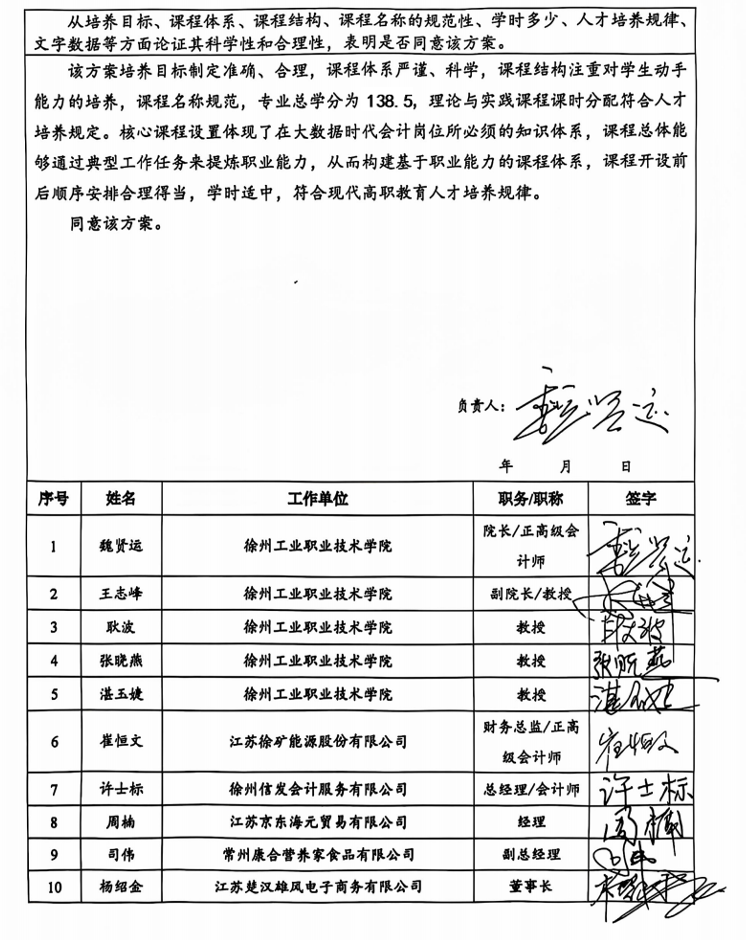 从培养目标、课程体系、课程结构、课程名称的规范性、学时多少、人才培养规律、
文字数据等方面论证其科学性和合理性，表明是否同意该方案。
该方案培养目标制定准确、合理，课程体系严谨、科学，课程结构注重对学生动手
能力的培养，课程名称规范，专业总学分为 138.5，理论与实践课程课时分配符合人才
培养规定。核心课程设置体现了在大数据时代会计岗位所必须的知识体系，课程总体能
够通过典型工作任务来提炼职业能力，从而构建基于职业能力的课程体系，课程开设前
后顺序安排合理得当，学时适中，符合现代高职教育人才培养规律。
同意该方案。
负责人：魏贤运
年 月 日
序号 姓名 工作单位 职务/职称 签字
1 魏贤运 徐州工业职业技术学院 院长/正高级会计师 魏贤运
2 王志峰 徐州工业职业技术学院 副院长/教授
3 耿波 徐州工业职业技术学院 教授 耿波
4 张晓燕 徐州工业职业技术学院 教授 张晓燕
5 湛玉婕 徐州工业职业技术学院 教授 湛玉婕
6 崔恒文 江苏徐矿能源股份有限公司 财务总监/正高级会计师 崔恒文
7 许士标 徐州信发会计服务有限公司 总经理/会计师 许士标
8 周楠 江苏京东海元贸易有限公司 经理 周楠
9 司伟 常州康合营养家食品有限公司 副总经理 司伟
10 杨绍金 江苏楚汉雄风电子商务有限公司 董事长